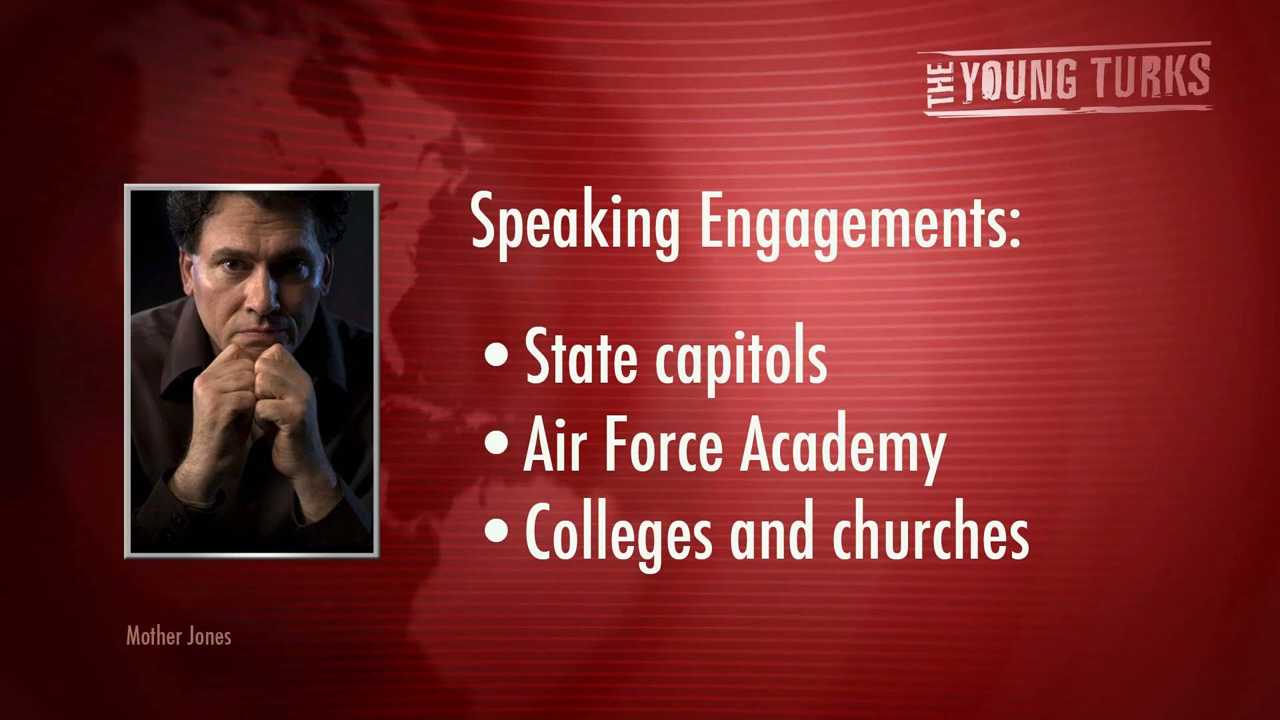 THE YOUNG TURKS
Speaking Engagements:
• State capitols
• Air Force Academy
• Colleges and churches
Mother Jones